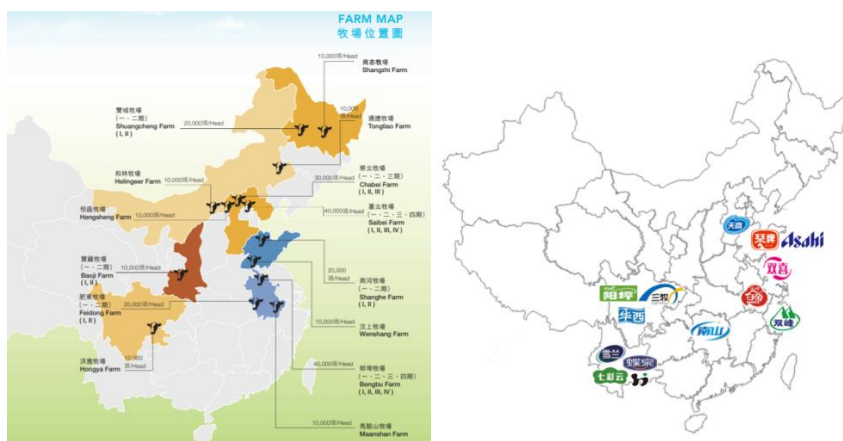 FARM MAP
牧場位置圖
10,000頭/Head
尚志牧場
Shangzhi Farm
雙城牧場
(一、二期)
Shuangcheng Farm
( I, II )
20,000頭/Head
10,000
頭/Head
通遼牧場
Tongliao Farm
和林牧場
Helingeer Farm
10,000頭/Head
30,000頭/Head
察北牧場
(一、二、三期)
Chabei Farm
( I, II, III )
恒盛牧場
Hengsheng Farm
10,000頭/Head
40,000頭/Head
塞北牧場
(一、二、三、四期)
Saibei Farm
( I, II, III, IV )
寶雞牧場
(一、二期)
Baoji Farm
( I, II )
10,000頭/Head
20,000
頭/Head
商河牧場
(一、二期)
Shanghe Farm
( I, II )
肥東牧場
(一、二期)
Feidong Farm
( I, II )
20,000頭/Head
10,000頭/Head
汶上牧場
Wenshang Farm
洪雅牧場
Hongya Farm
10,000
頭/Head
40,000頭/Head
蚌埠牧場
(一、二、三、四期)
Bengbu Farm
( I, II, III, IV )
10,000頭/Head
馬鞍山牧場
Maanshan Farm
天香
琴牌
Asahi
双喜
阳坪
三牧
华西
白帝
双峰
南山
雪兰
蝶泉
七彩云